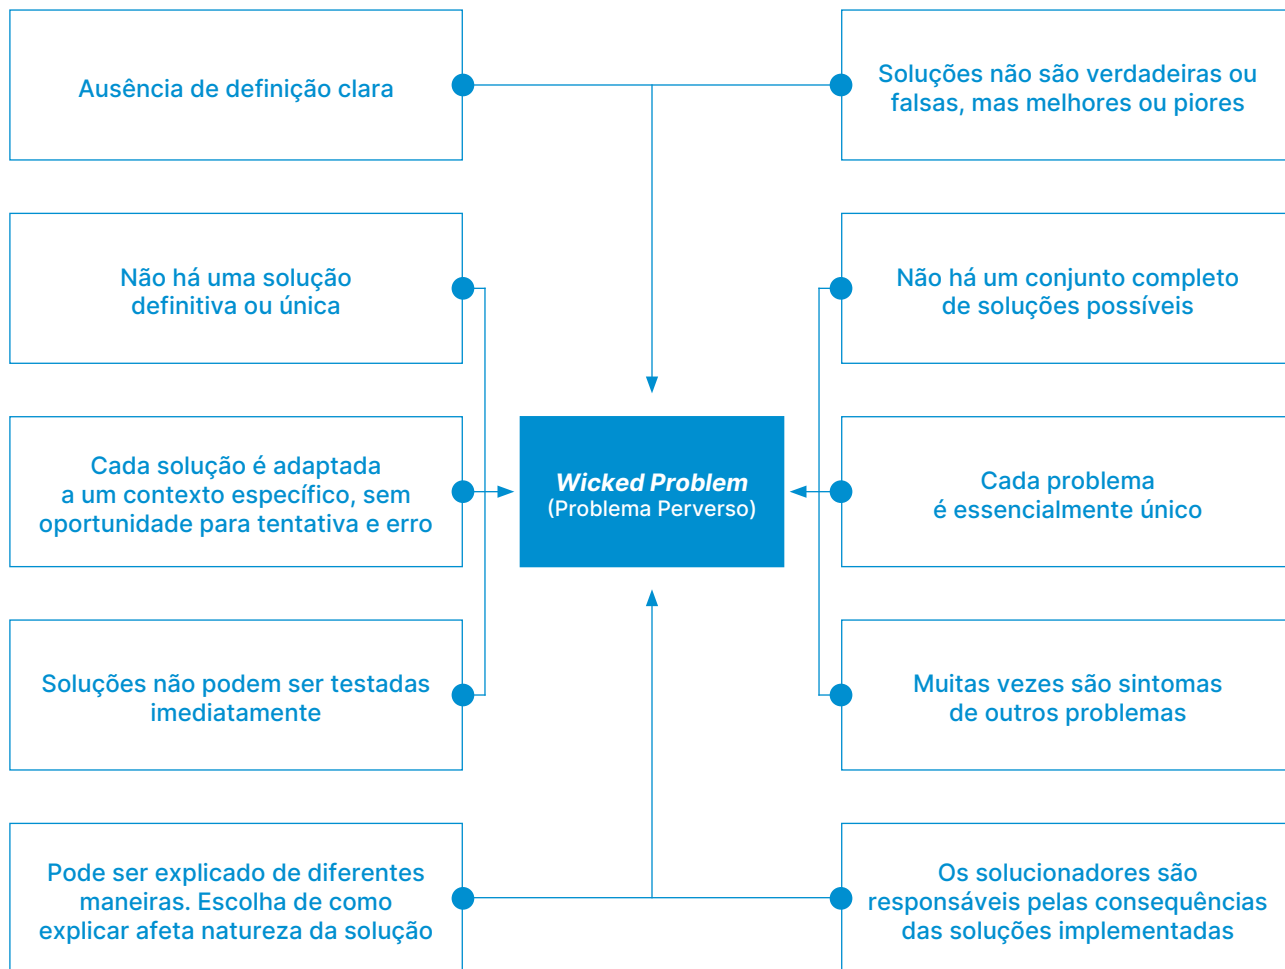 Ausência de definição clara
Soluções não são verdadeiras ou
falsas, mas melhores ou piores
Não há uma solução
definitiva ou única
Não há um conjunto completo
de soluções possíveis
Cada solução é adaptada
a um contexto específico, sem
oportunidade para tentativa e erro
Wicked Problem
(Problema Perverso)
Cada problema
é essencialmente único
Soluções não podem ser testadas
imediatamente
Muitas vezes são sintomas
de outros problemas
Pode ser explicado de diferentes
maneiras. Escolha de como
explicar afeta natureza da solução
Os solucionadores são
responsáveis pelas consequências
das soluções implementadas